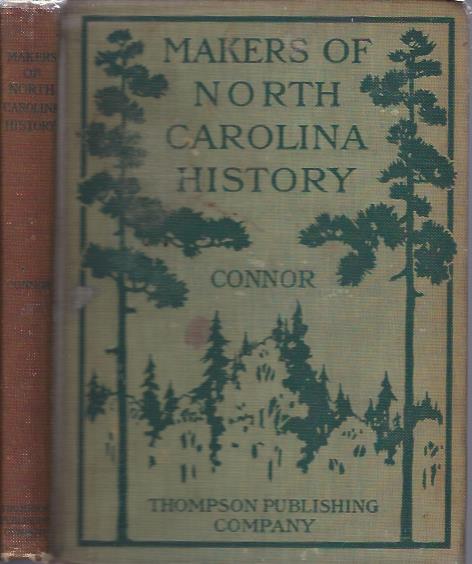 MAKERS
OF
NORTH
CAROLINA
HISTORY
CONNOR
MAKERS OF
NORTH
CAROLINA
HISTORY
CONNOR
THOMPSON PUBLISHING
COMPANY